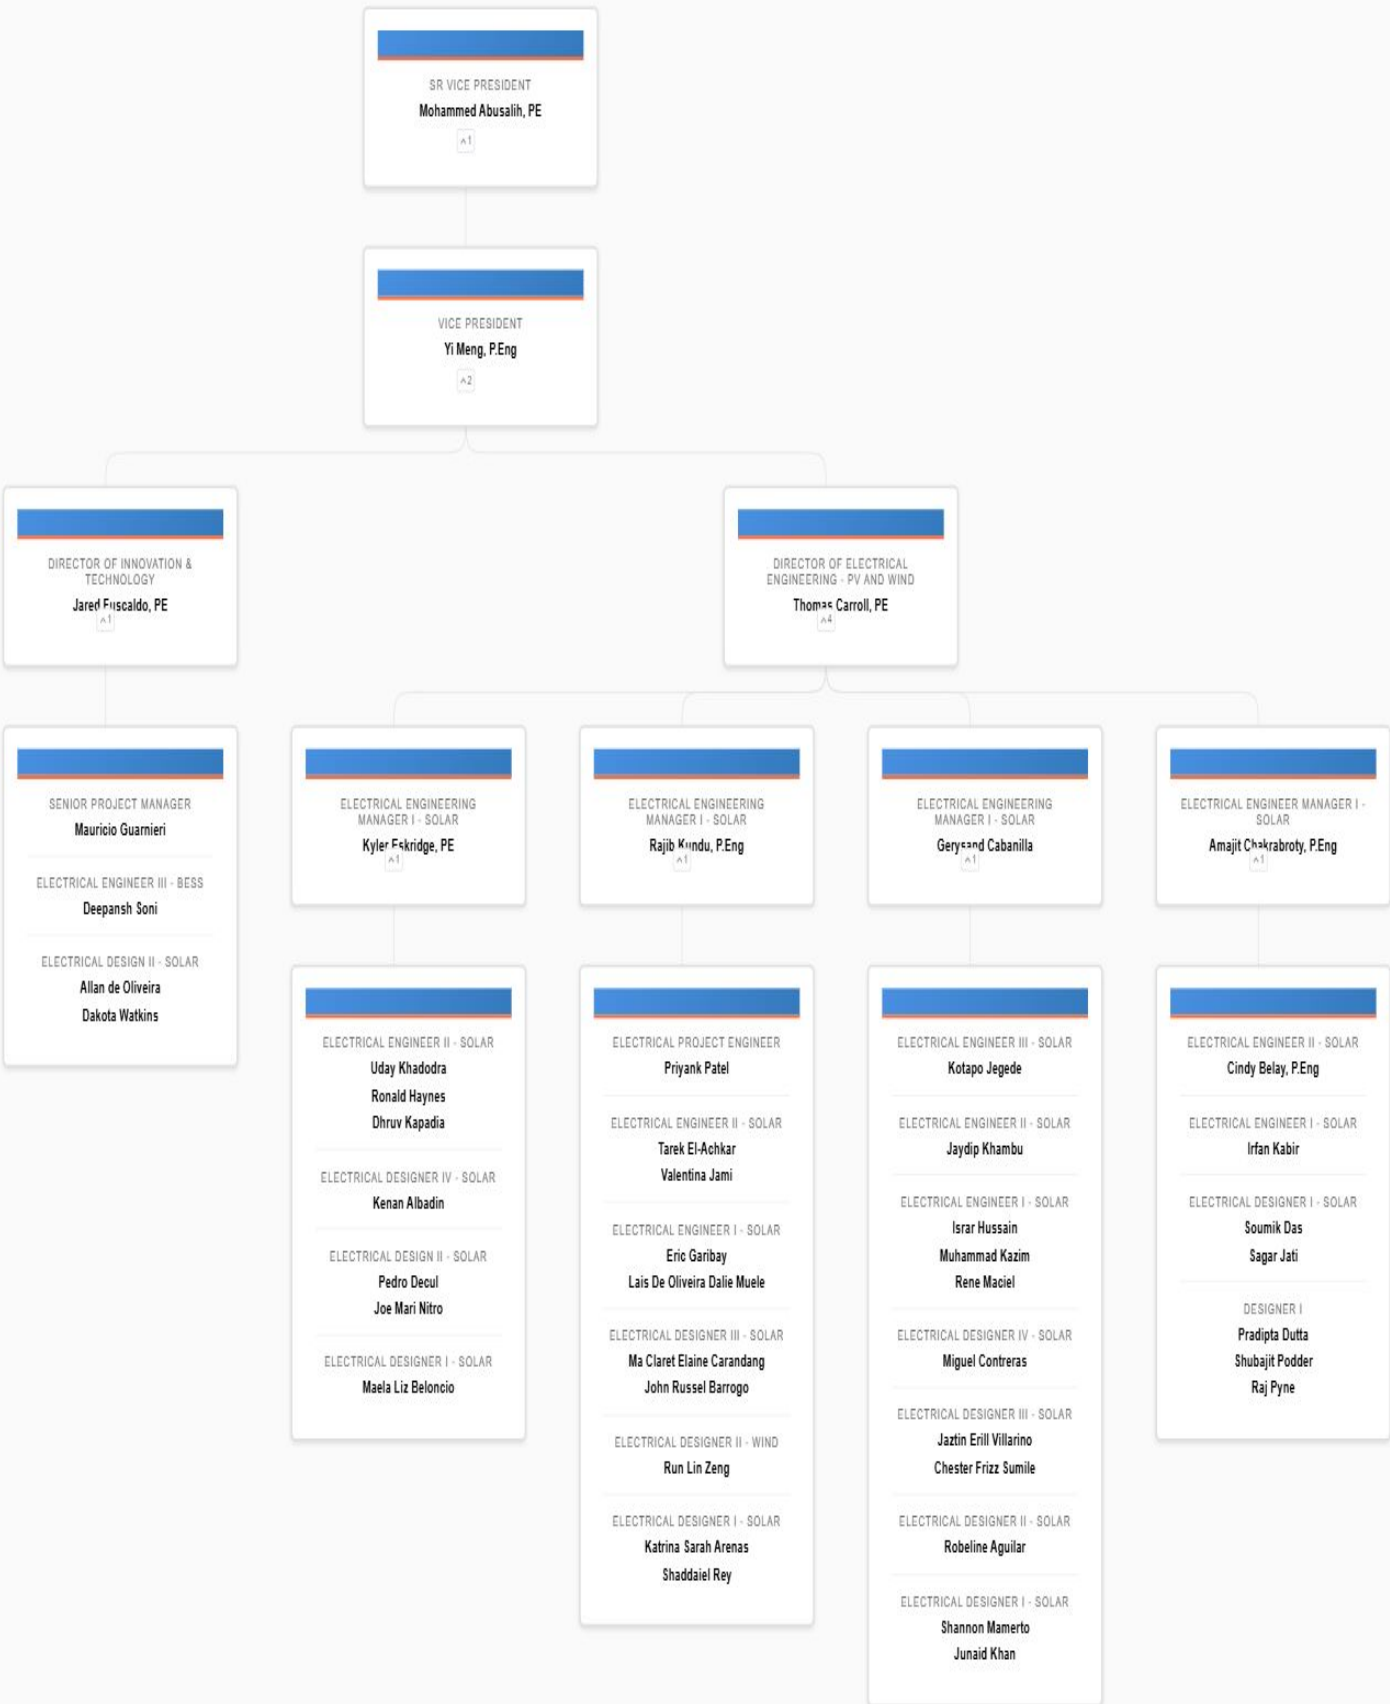 SR VICE PRESIDENT
Mohammed Abusalih, PE
^1
VICE PRESIDENT
Yi Meng, P.Eng
^2
DIRECTOR OF INNOVATION &
TECHNOLOGY
Jared Fuscaldo, PE
^1
DIRECTOR OF ELECTRICAL
ENGINEERING - PV AND WIND
Thomas Carroll, PE
^4
SENIOR PROJECT MANAGER
Mauricio Guarnieri
ELECTRICAL ENGINEER III - BESS
Deepansh Soni
ELECTRICAL DESIGN II - SOLAR
Allan de Oliveira
Dakota Watkins
ELECTRICAL ENGINEERING
MANAGER I - SOLAR
Kyler Eskridge, PE
^1
ELECTRICAL ENGINEERING
MANAGER I - SOLAR
Rajib Kundu, P.Eng
^1
ELECTRICAL ENGINEERING
MANAGER I - SOLAR
Gerysand Cabanilla
^1
ELECTRICAL ENGINEER MANAGER I -
SOLAR
Amajit Chakrabroty, P.Eng
^1
ELECTRICAL ENGINEER II - SOLAR
Uday Khadodra
Ronald Haynes
Dhruv Kapadia
ELECTRICAL DESIGNER IV - SOLAR
Kenan Albadin
ELECTRICAL DESIGN II - SOLAR
Pedro Decul
Joe Mari Nitro
ELECTRICAL DESIGNER I - SOLAR
Maela Liz Beloncio
ELECTRICAL PROJECT ENGINEER
Priyank Patel
ELECTRICAL ENGINEER II - SOLAR
Tarek El-Achkar
Valentina Jami
ELECTRICAL ENGINEER I - SOLAR
Eric Garibay
Lais De Oliveira Dalie Muele
ELECTRICAL DESIGNER III - SOLAR
Ma Claret Elaine Carandang
John Russel Barrogo
ELECTRICAL DESIGNER II - WIND
Run Lin Zeng
ELECTRICAL DESIGNER I - SOLAR
Katrina Sarah Arenas
Shaddaiel Rey
ELECTRICAL ENGINEER III - SOLAR
Kotapo Jegede
ELECTRICAL ENGINEER II - SOLAR
Jaydip Khambu
ELECTRICAL ENGINEER I - SOLAR
Israr Hussain
Muhammad Kazim
Rene Maciel
ELECTRICAL DESIGNER IV - SOLAR
Miguel Contreras
ELECTRICAL DESIGNER III - SOLAR
Jaztin Erill Villarino
Chester Frizz Sumile
ELECTRICAL DESIGNER II - SOLAR
Robeline Aguilar
ELECTRICAL DESIGNER I - SOLAR
Shannon Mamerto
Junaid Khan
ELECTRICAL ENGINEER II - SOLAR
Cindy Belay, P.Eng
ELECTRICAL ENGINEER I - SOLAR
Irfan Kabir
ELECTRICAL DESIGNER I - SOLAR
Soumik Das
Sagar Jati
DESIGNER I
Pradipta Dutta
Shubajit Podder
Raj Pyne